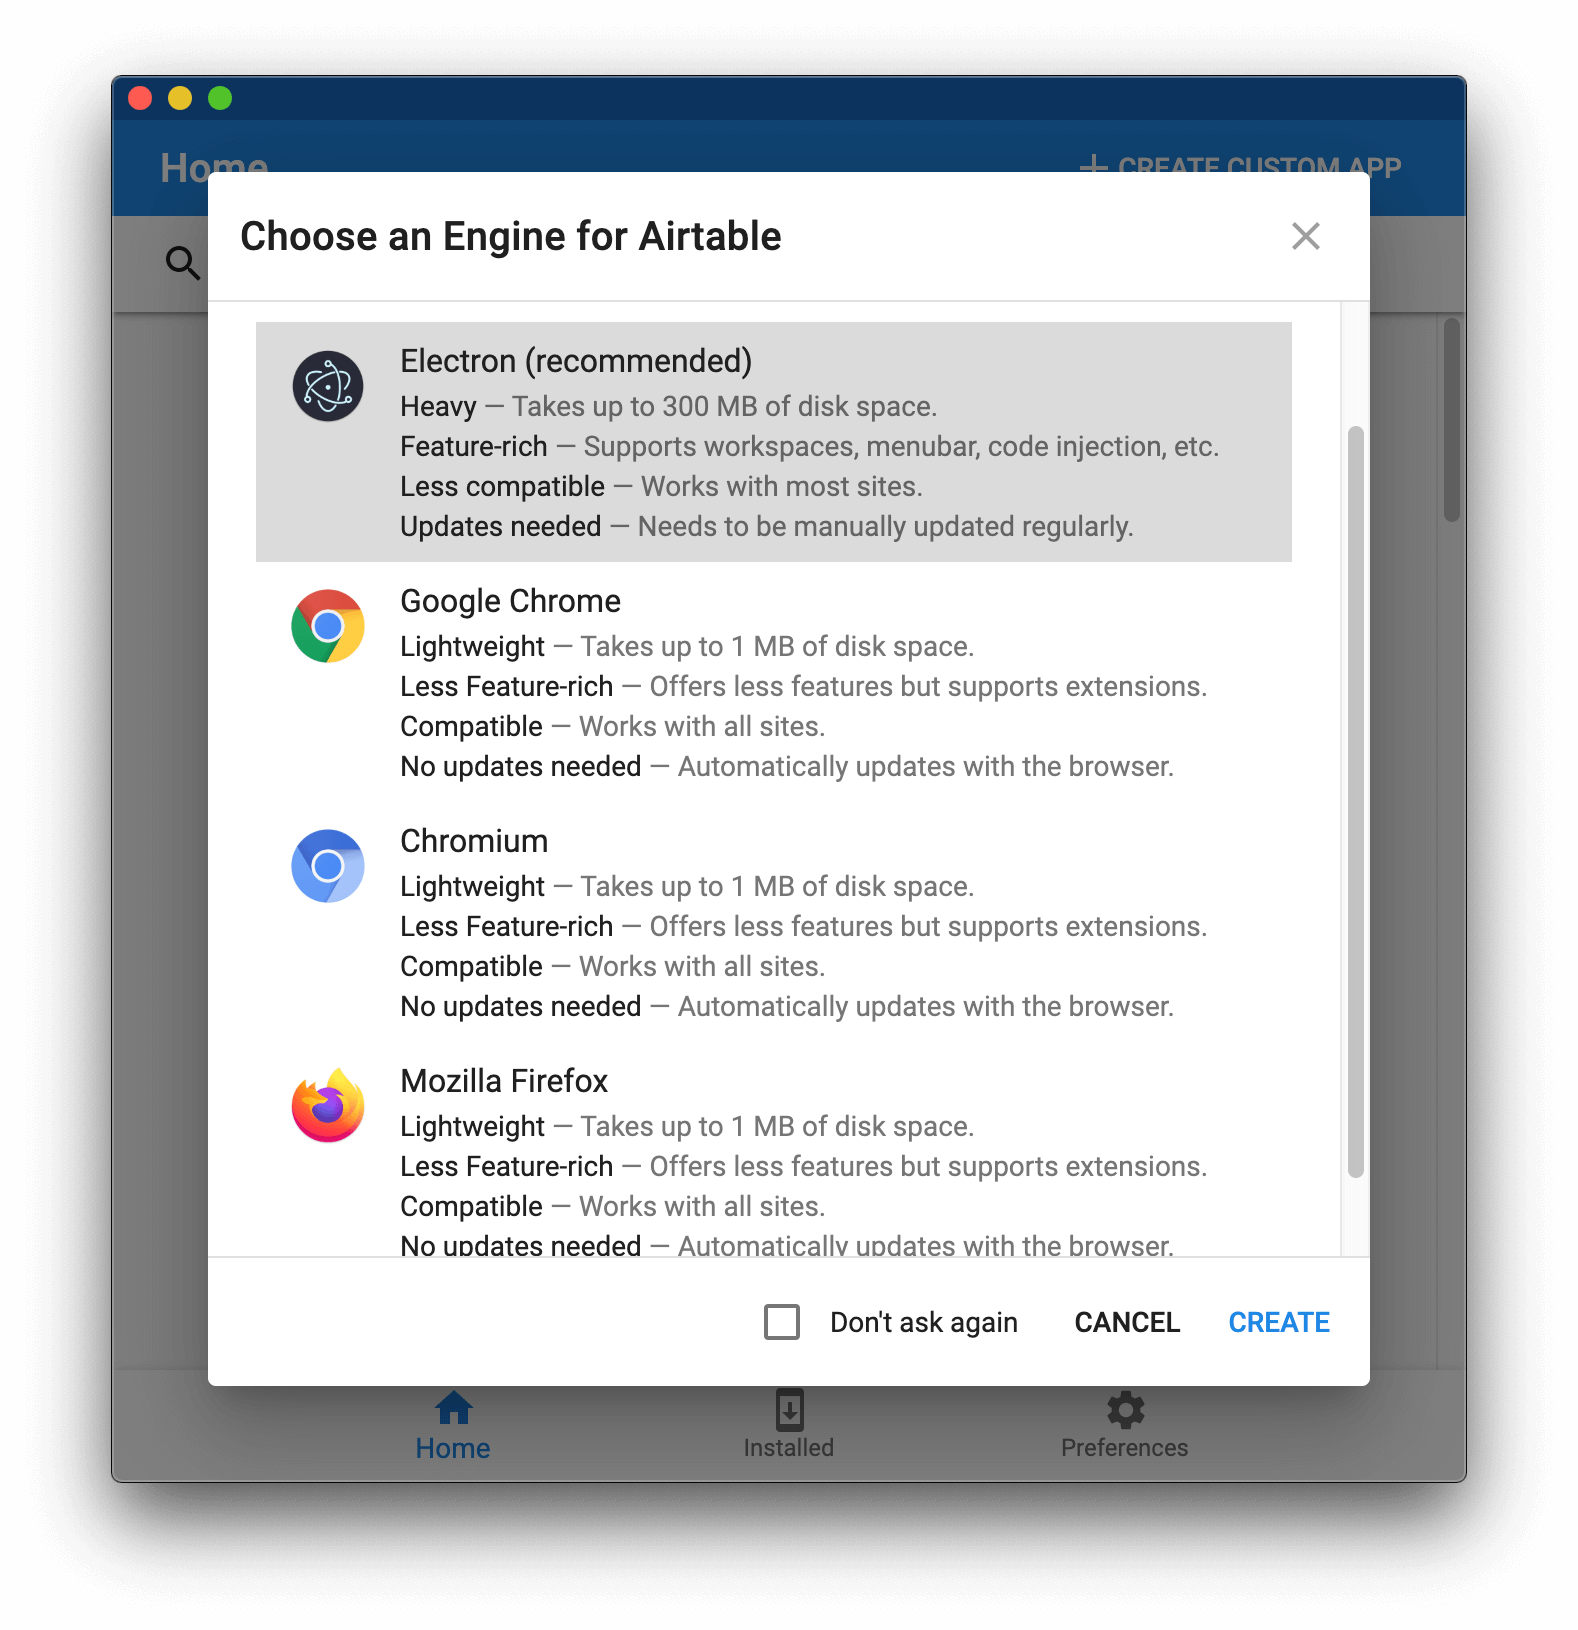 Home
+ CREATE CUSTOM APP
Choose an Engine for Airtable
Electron (recommended)
Heavy — Takes up to 300 MB of disk space.
Feature-rich — Supports workspaces, menubar, code injection, etc.
Less compatible — Works with most sites.
Updates needed — Needs to be manually updated regularly.
Google Chrome
Lightweight — Takes up to 1 MB of disk space.
Less Feature-rich — Offers less features but supports extensions.
Compatible — Works with all sites.
No updates needed — Automatically updates with the browser.
Chromium
Lightweight — Takes up to 1 MB of disk space.
Less Feature-rich — Offers less features but supports extensions.
Compatible — Works with all sites.
No updates needed — Automatically updates with the browser.
Mozilla Firefox
Lightweight — Takes up to 1 MB of disk space.
Less Feature-rich — Offers less features but supports extensions.
Compatible — Works with all sites.
No updates needed — Automatically updates with the browser.
Don't ask again
CANCEL
CREATE
Home
Installed
Preferences